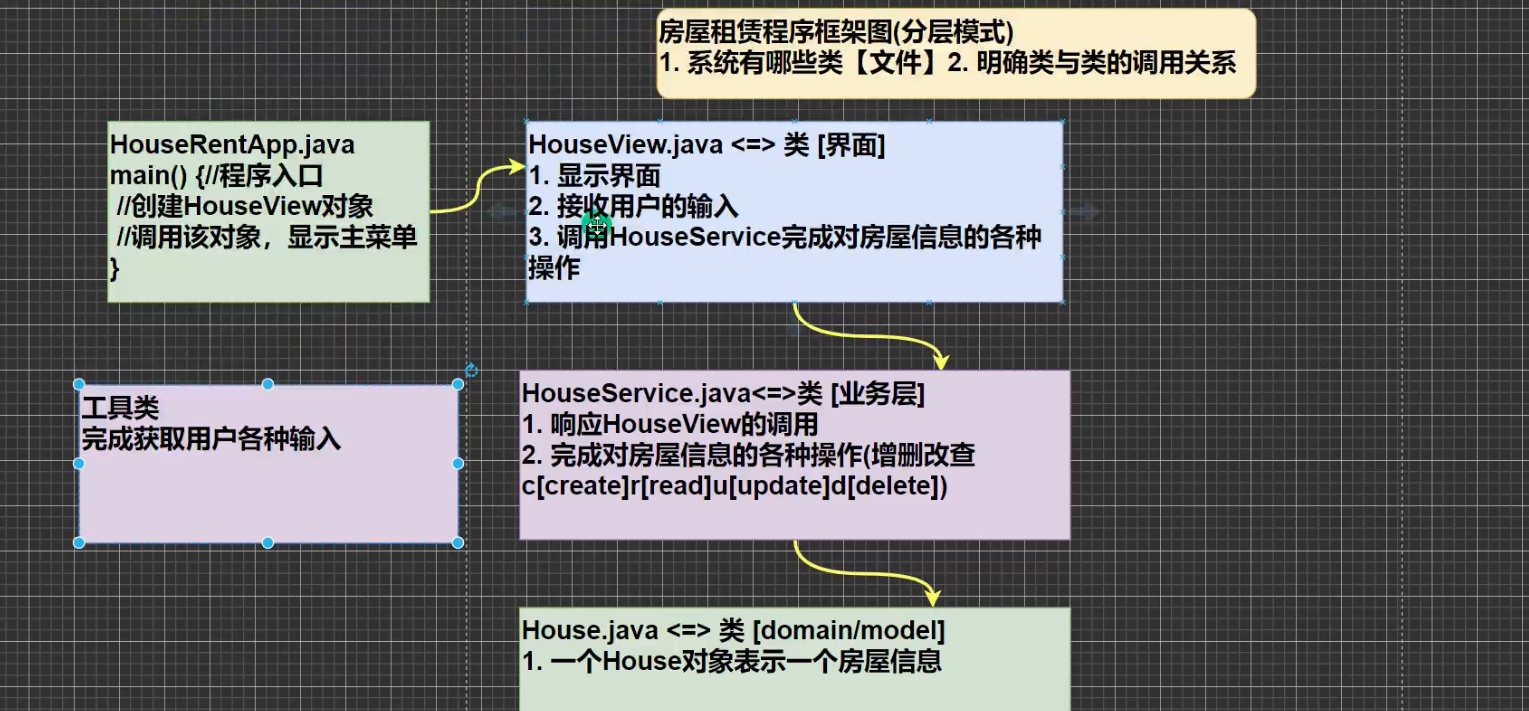 房屋租赁程序框架图(分层模式)
1. 系统有哪些类【文件】2. 明确类与类的调用关系
HouseRentApp.java
main() {//程序入口
//创建HouseView对象
//调用该对象，显示主菜单
}
HouseView.java <=> 类 [界面]
1. 显示界面
2. 接收用户的输入
3. 调用HouseService完成对房屋信息的各种
操作
工具类
完成获取用户各种输入
HouseService.java<=>类 [业务层]
1. 响应HouseView的调用
2. 完成对房屋信息的各种操作(增删改查
c[create]r[read]u[update]d[delete])
House.java <=> 类 [domain/model]
1. 一个House对象表示一个房屋信息